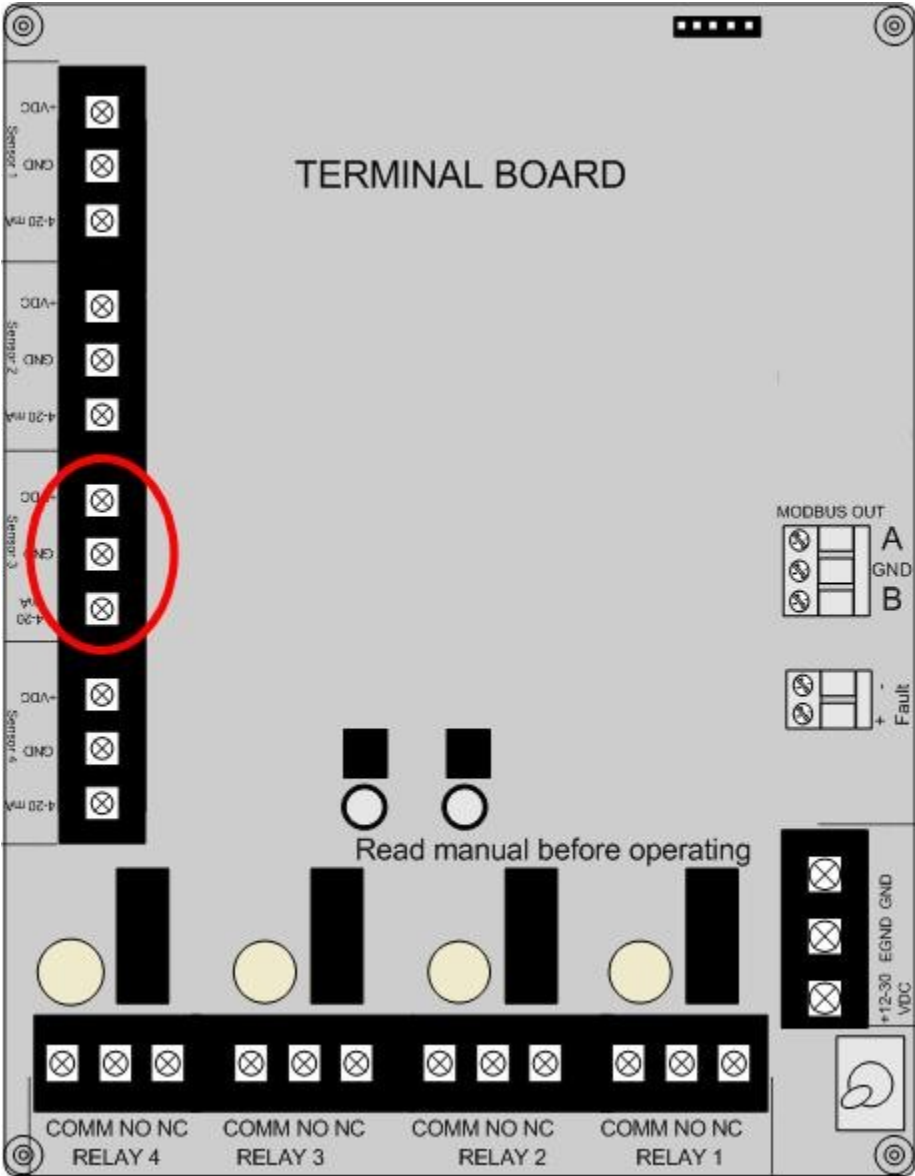 TERMINAL BOARD
Sensor 1
+VDC
GND
4-20 mA
Sensor 2
+VDC
GND
4-20 mA
Sensor 3
+VDC
GND
4-20
mA
Sensor 4
+VDC
GND
4-20 mA
MODBUS OUT
A
GND
B
-
+
Fault
Read manual before operating
GND
EGND
+12-30
VDC
COMM NO NC
RELAY 4
COMM NO NC
RELAY 3
COMM NO NC
RELAY 2
COMM NO NC
RELAY 1